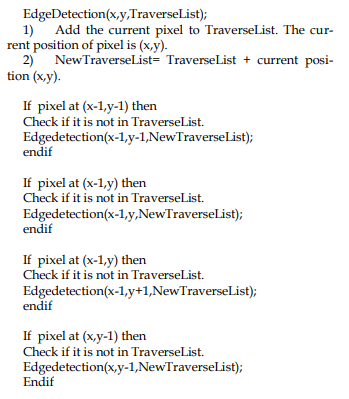 EdgeDetection(x,y,TraverseList);
1) Add the current pixel to TraverseList. The cur-
rent position of pixel is (x,y).
2) NewTraverseList= TraverseList + current posi-
tion (x,y).
If pixel at (x-1,y-1) then
Check if it is not in TraverseList.
Edgedetection(x-1,y-1,NewTraverseList);
endif
If pixel at (x-1,y) then
Check if it is not in TraverseList.
Edgedetection(x-1,y,NewTraverseList);
endif
If pixel at (x-1,y) then
Check if it is not in TraverseList.
Edgedetection(x-1,y+1,NewTraverseList);
endif
If pixel at (x,y-1) then
Check if it is not in TraverseList.
Edgedetection(x,y-1,NewTraverseList);
Endif